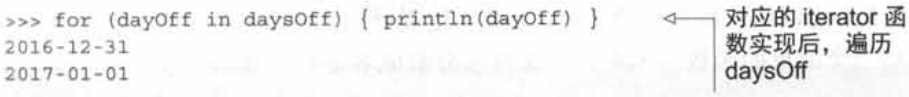 >>> for (dayOff in daysOff) { println(dayOff) }
2016-12-31
2017-01-01
对应的 iterator 函
数实现后，遍历
daysOff